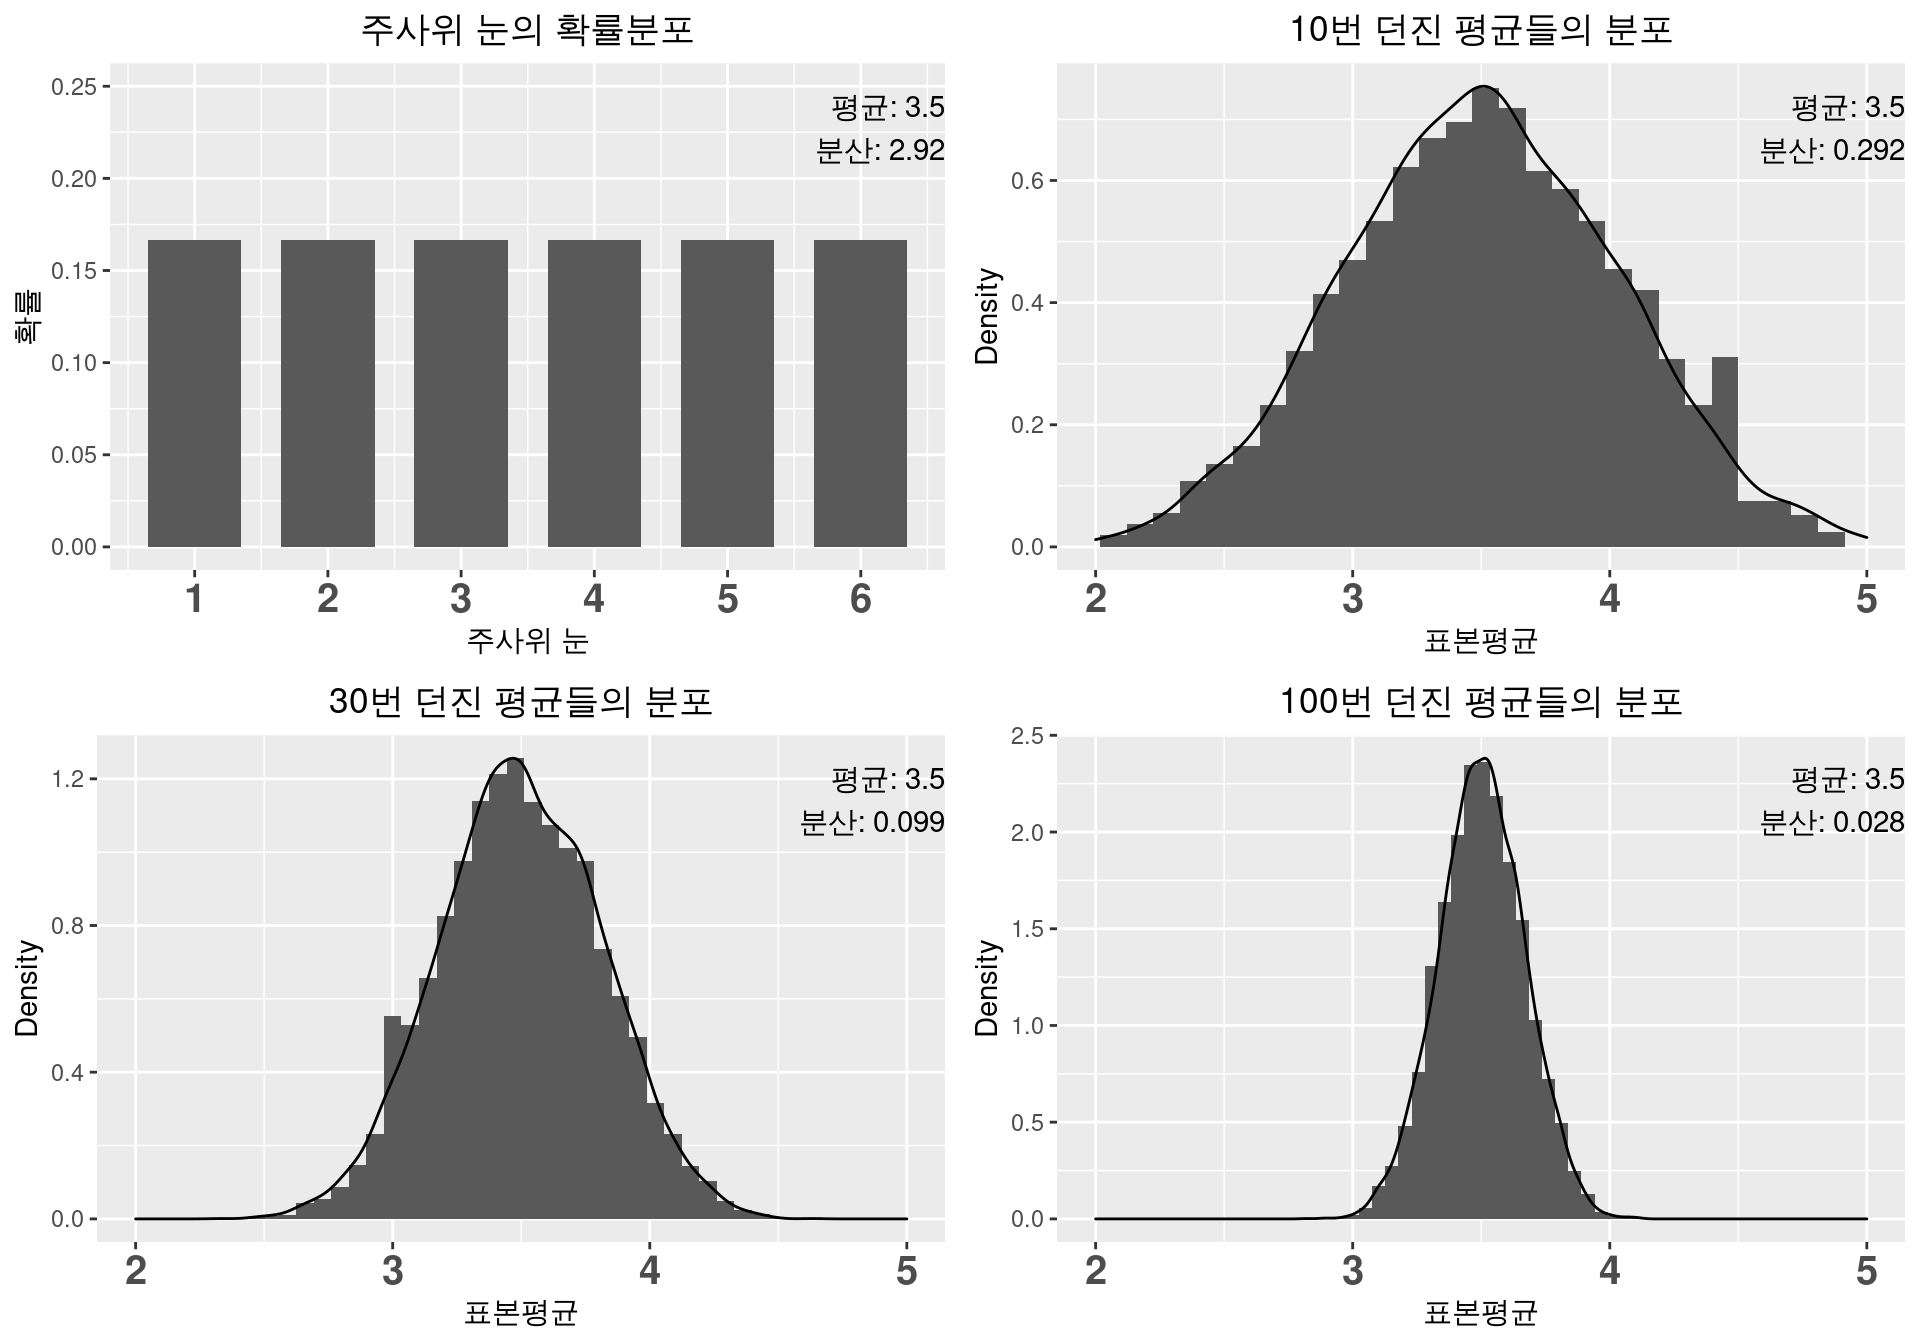 주사위 눈의 확률분포
평균: 3.5
분산: 2.92
0.25
0.20
0.15
0.10
0.05
0.00
확률
1 2 3 4 5 6
주사위 눈
10번 던진 평균들의 분포
평균: 3.5
분산: 0.292
0.6
0.4
0.2
0.0
Density
2 3 4 5
표본평균
30번 던진 평균들의 분포
평균: 3.5
분산: 0.099
1.2
0.8
0.4
0.0
Density
2 3 4 5
표본평균
100번 던진 평균들의 분포
평균: 3.5
분산: 0.028
2.5
2.0
1.5
1.0
0.5
0.0
Density
2 3 4 5
표본평균